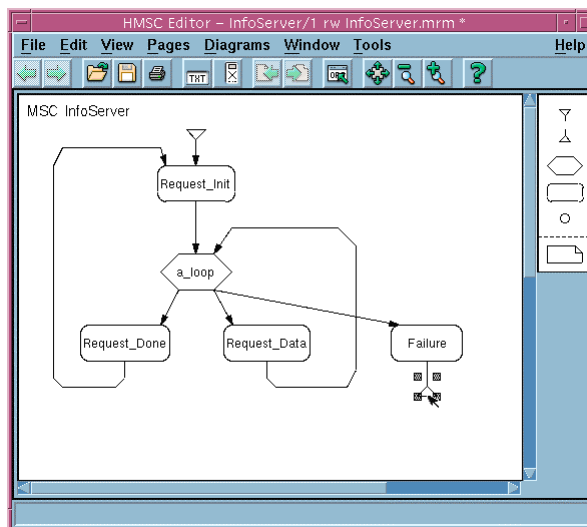 HMSC Editor – InfoServer/1 rw InfoServer.mrm *
File Edit View Pages Diagrams Window Tools Help
TXT
MSC InfoServer
Request_Init
a_loop
Request_Done Request_Data Failure